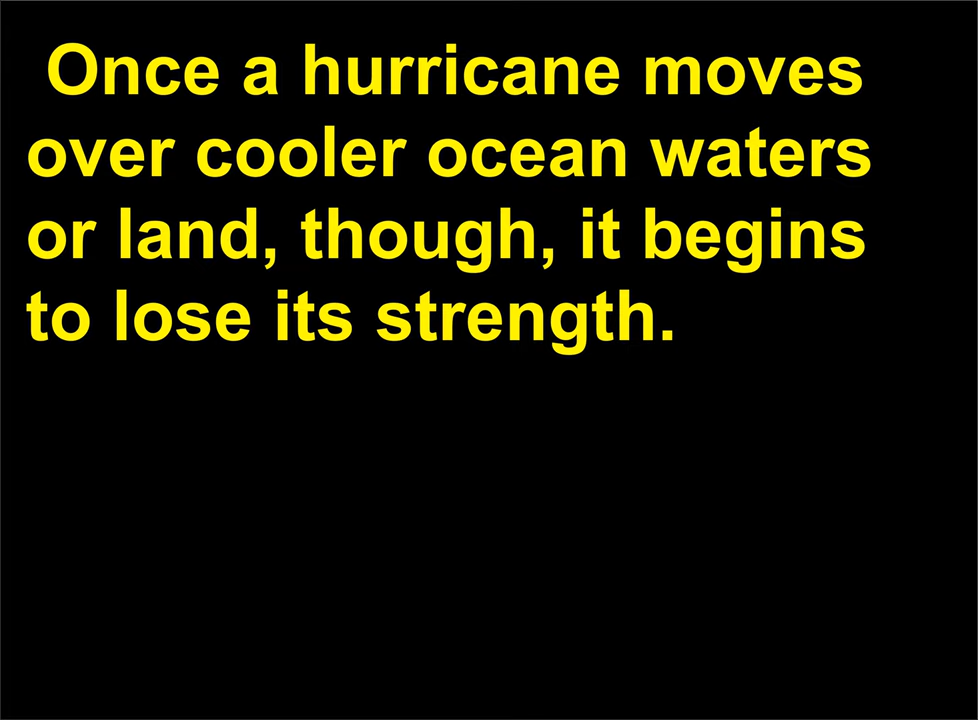 Once a hurricane moves
over cooler ocean waters
or land, though, it begins
to lose its strength.